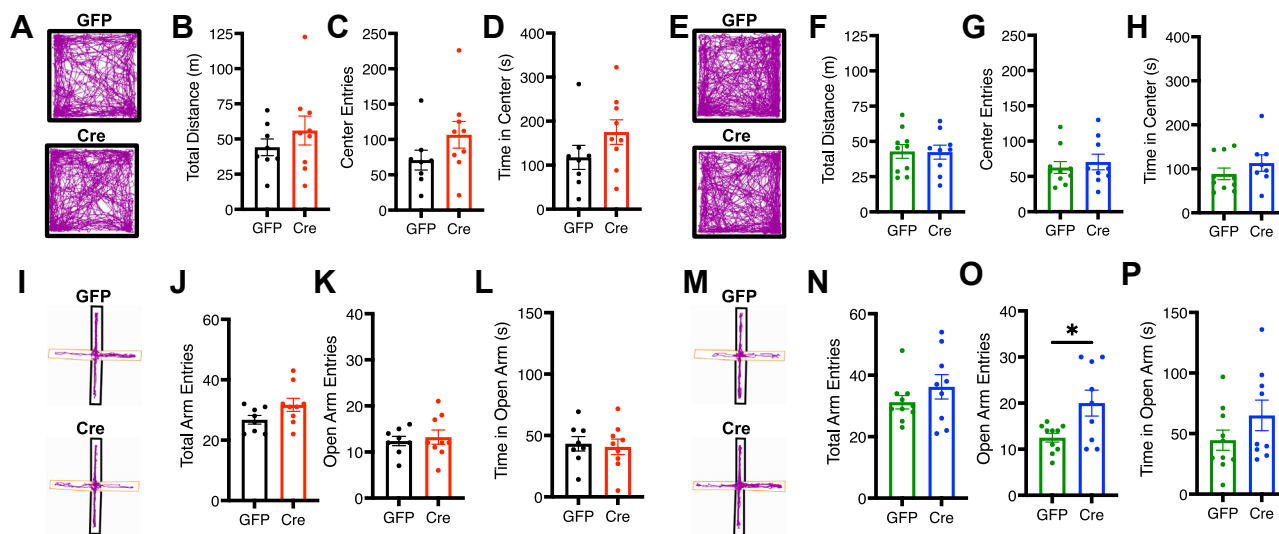 A
GFP
Cre
B
Total Distance (m)
125
100
75
50
25
0
GFP Cre
C
Center Entries
250
200
150
100
50
0
GFP Cre
D
Time in Center (s)
400
300
200
100
0
GFP Cre
E
GFP
Cre
F
Total Distance (m)
125
100
75
50
25
0
GFP Cre
G
Center Entries
250
200
150
100
50
0
GFP Cre
H
Time in Center (s)
400
300
200
100
0
GFP Cre
I
GFP
Cre
J
Total Arm Entries
60
40
20
0
GFP Cre
K
Open Arm Entries
40
30
20
10
0
GFP Cre
L
Time in Open Arm (s)
150
100
50
0
GFP Cre
M
GFP
Cre
N
Total Arm Entries
60
40
20
0
GFP Cre
O
Open Arm Entries
40
30
20
10
0
*
GFP Cre
P
Time in Open Arm (s)
150
100
50
0
GFP Cre